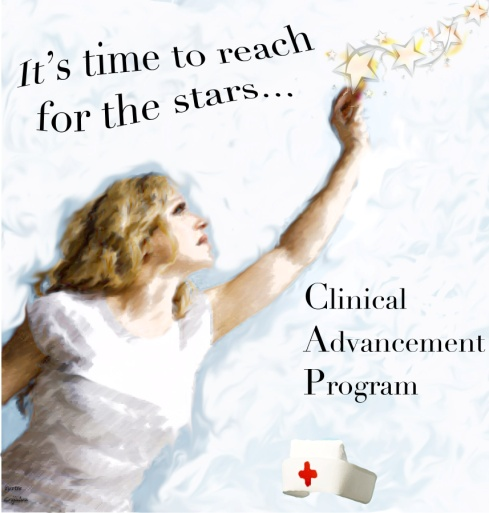 It's time to reach
for the stars...
Clinical
Advancement
Program